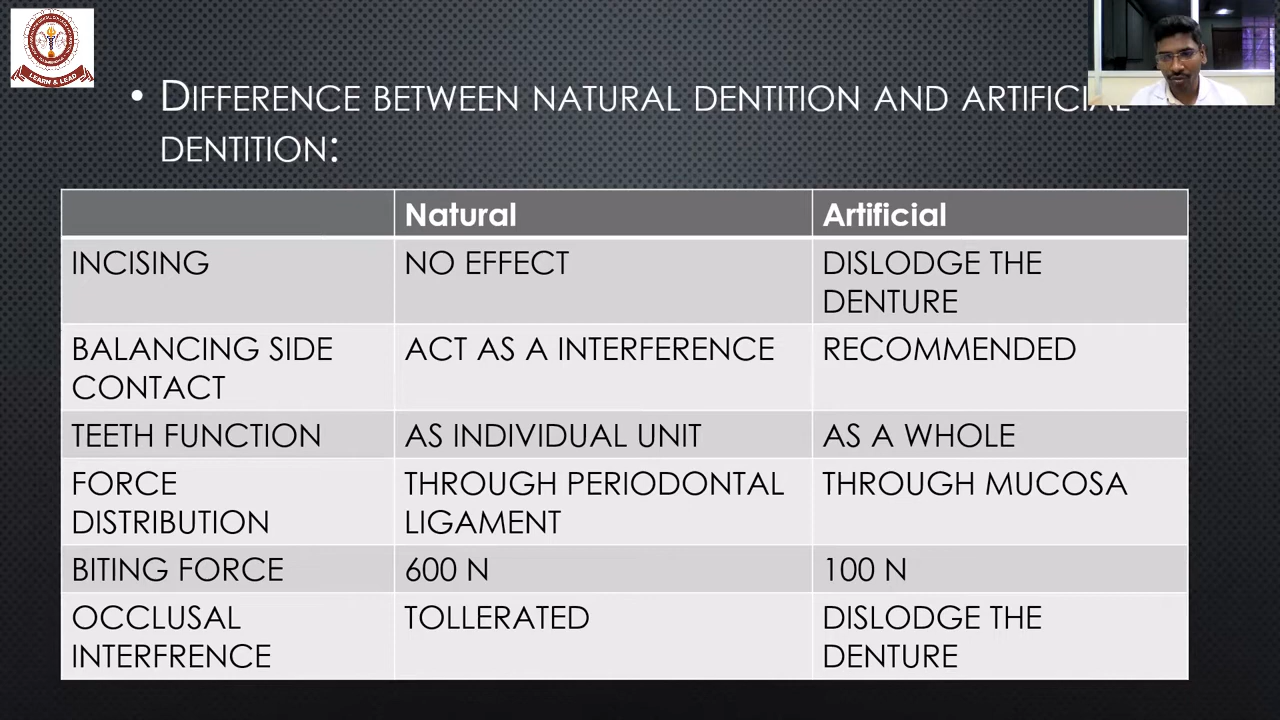 LEARN & LEAD
• DIFFERENCE BETWEEN NATURAL DENTITION AND ARTIFICIAL
DENTITION:
Natural
Artificial
INCISING
NO EFFECT
DISLODGE THE
DENTURE
BALANCING SIDE
CONTACT
ACT AS A INTERFERENCE
RECOMMENDED
TEETH FUNCTION
AS INDIVIDUAL UNIT
AS A WHOLE
FORCE
DISTRIBUTION
THROUGH PERIODONTAL
LIGAMENT
THROUGH MUCOSA
BITING FORCE
600 N
100 N
OCCLUSAL
INTERFRENCE
TOLLERATED
DISLODGE THE
DENTURE